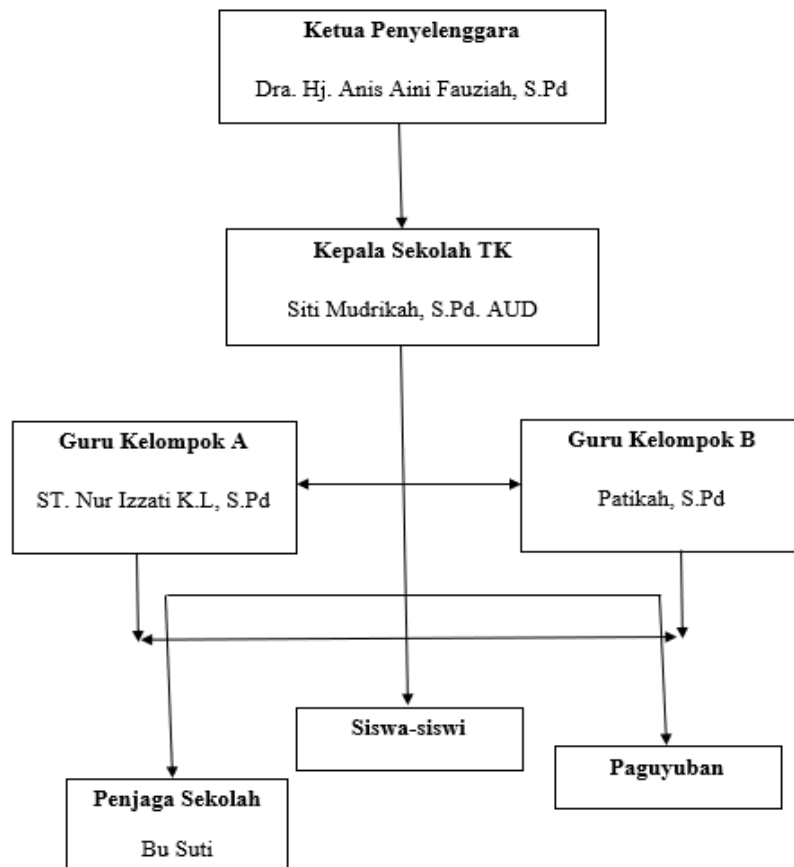 Ketua Penyelenggara
Dra. Hj. Anis Aini Fauziah, S.Pd
Kepala Sekolah TK
Siti Mudrikah, S.Pd. AUD
Guru Kelompok A
ST. Nur Izzati K.L, S.Pd
Guru Kelompok B
Patikah, S.Pd
Siswa-siswi
Paguyuban
Penjaga Sekolah
Bu Suti